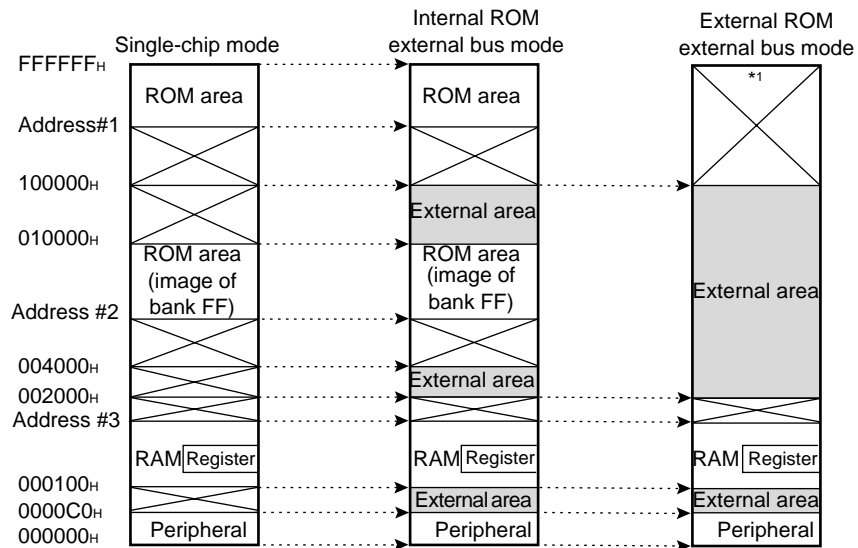 Single-chip mode
Internal ROM
external bus mode
External ROM
external bus mode
FFFFFFH
ROM area
ROM area
*1
Address#1
100000H
External area
010000H
ROM area
(image of
bank FF)
ROM area
(image of
bank FF)
External area
Address #2
004000H
External area
002000H
Address #3
RAM Register
RAM Register
RAM Register
000100H
External area
External area
0000C0H
Peripheral
Peripheral
Peripheral
000000H